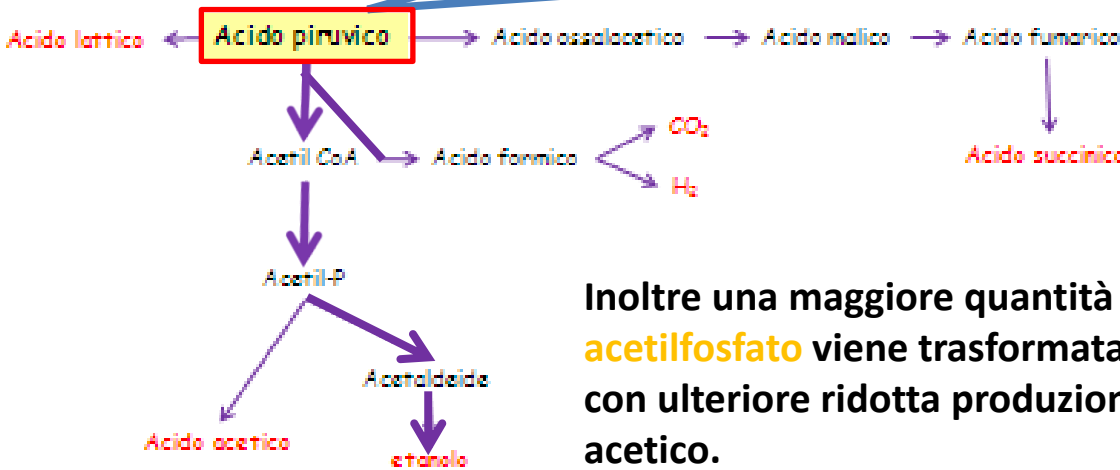 Acido lattico Acido piruvico Acido ossalacetico Acido malico Acido fumarico
CO₂
Acetil CoA Acido formico Acido succinico
H₂
Acetil-P
Inoltre una maggiore quantità
acetilfosfato viene trasformata
Acetaldeide
con ulteriore ridotta produzion
Acido acetico
etanolo
acetico.